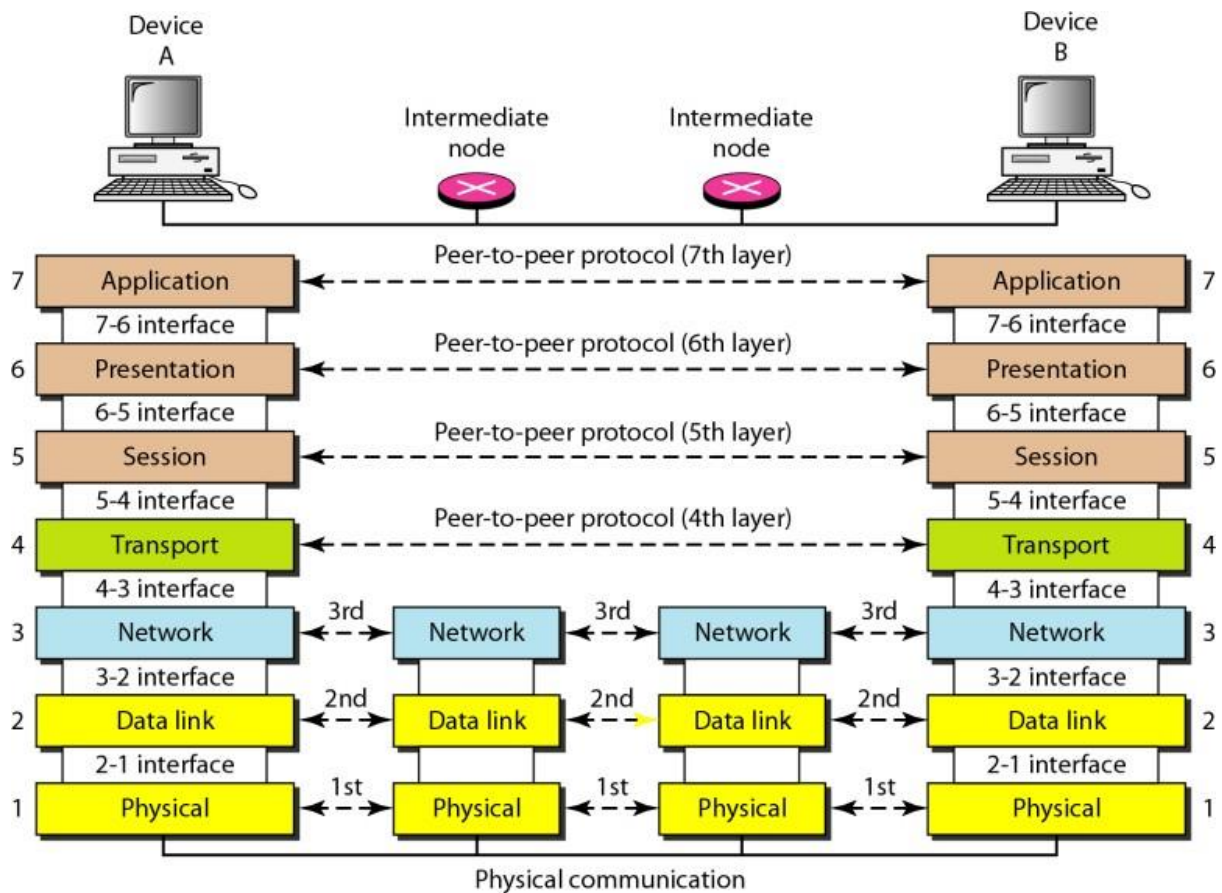 Device
A
Device
B
Intermediate
node
Intermediate
node
Peer-to-peer protocol (7th layer)
7 Application Application 7
7-6 interface 7-6 interface
Peer-to-peer protocol (6th layer)
6 Presentation Presentation 6
6-5 interface 6-5 interface
Peer-to-peer protocol (5th layer)
5 Session Session 5
5-4 interface 5-4 interface
Peer-to-peer protocol (4th layer)
4 Transport Transport 4
4-3 interface 4-3 interface
3rd 3rd 3rd
3 Network Network Network Network 3
3-2 interface 3-2 interface
2nd 2nd 2nd
2 Data link Data link Data link Data link 2
2-1 interface 2-1 interface
1st 1st 1st
1 Physical Physical Physical Physical 1
Physical communication